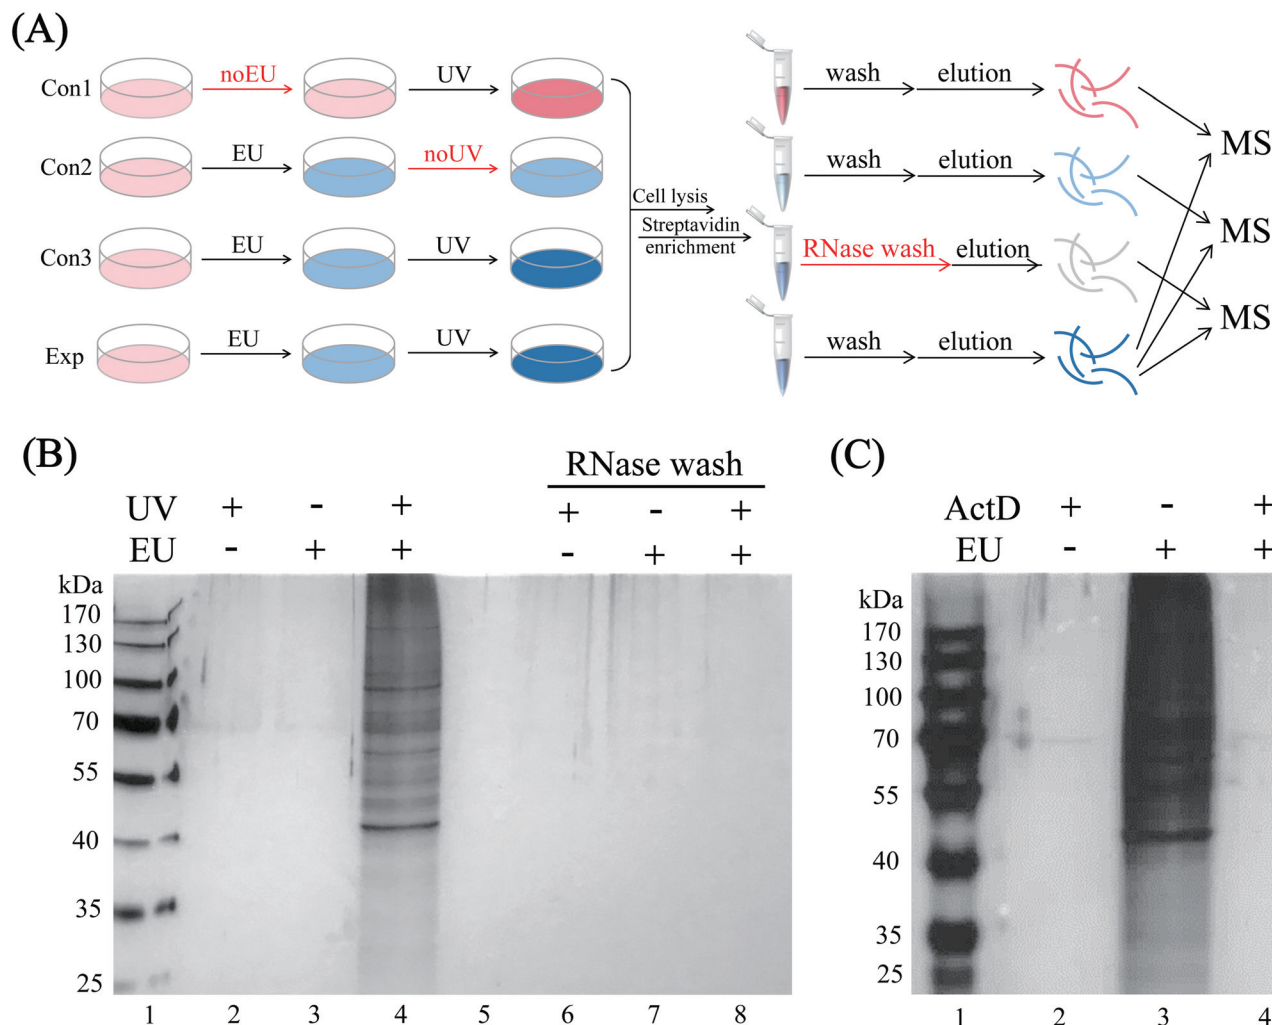 (A)
Con1 noEU UV wash elution
MS
Con2 EU noUV wash elution
Cell lysis
Streptavidin
enrichment
MS
Con3 EU UV RNase wash elution
MS
Exp EU UV wash elution
(B)
RNase wash
UV + - + + - +
EU - + + - + +
kDa
170
130
100
70
55
40
35
25
1 2 3 4 5 6 7 8
(C)
ActD + - +
EU - + +
kDa
170
130
100
70
55
40
35
25
1 2 3 4